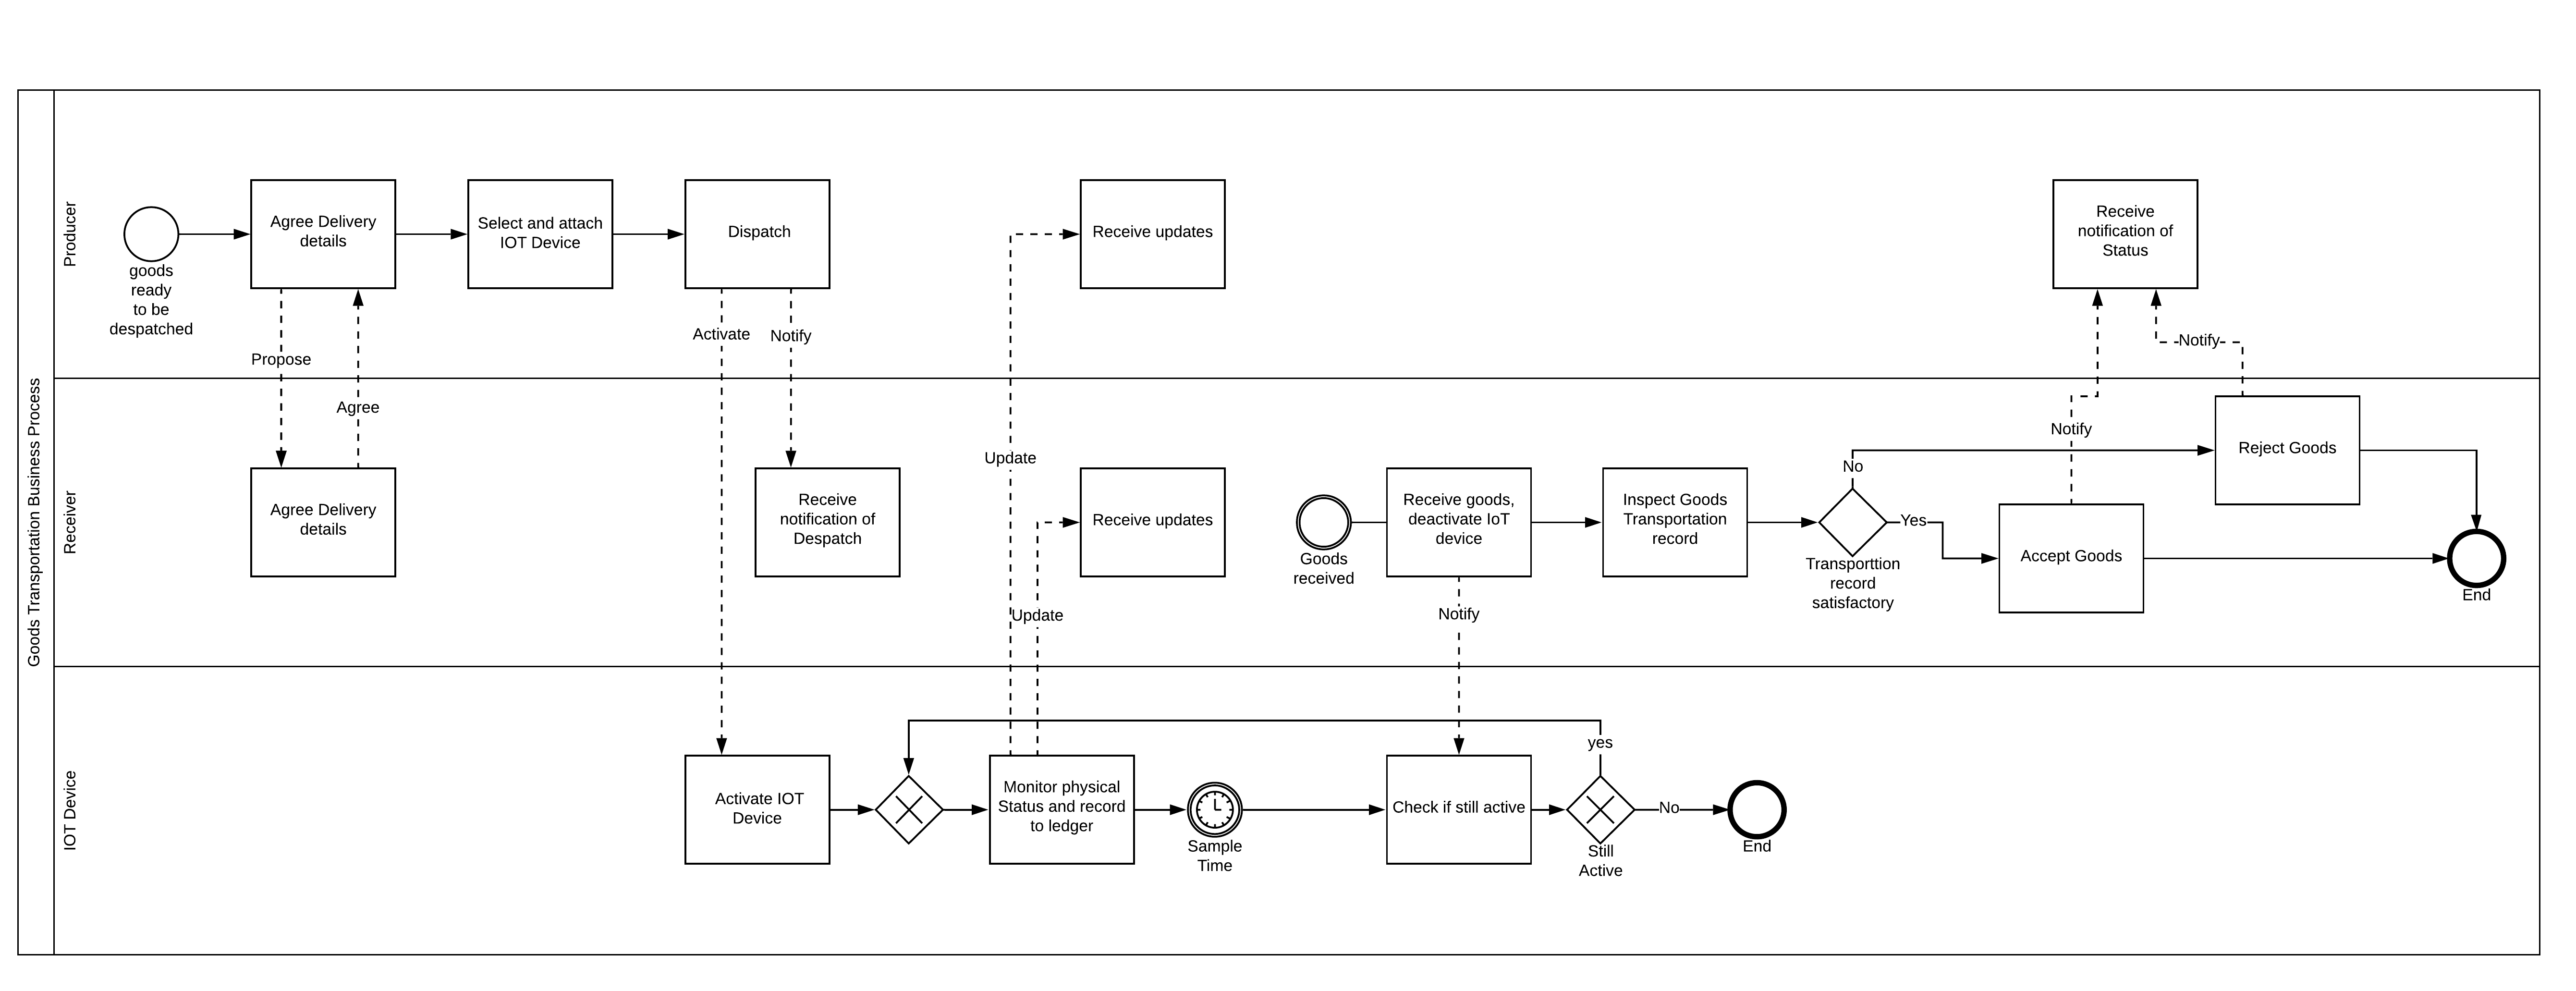 Goods Transportation Business Process
Producer
goods
ready
to be
despatched
Agree Delivery
details
Select and attach
IOT Device
Dispatch
Receive updates
Receive
notification of
Status
Propose
Agree
Activate
Notify
Update
Notify
Notify
Receiver
Agree Delivery
details
Receive
notification of
Despatch
Receive updates
Update
Goods
received
Receive goods,
deactivate IoT
device
Notify
Inspect Goods
Transportation
record
No
Yes
Transporttion
record
satisfactory
Accept Goods
Reject Goods
End
IOT Device
Activate IOT
Device
Monitor physical
Status and record
to ledger
Sample
Time
Check if still active
yes
Still
Active
No
End